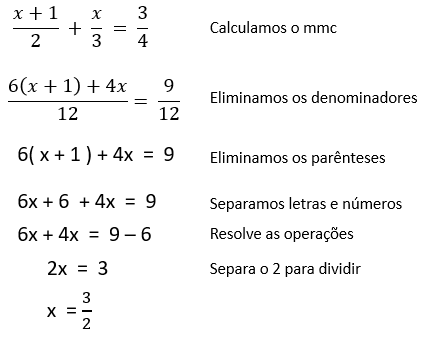 (x + 1)/2 + x/3 = 3/4 Calculamos o mmc
(6(x + 1) + 4x)/12 = 9/12 Eliminamos os denominadores
6( x + 1 ) + 4x = 9 Eliminamos os parênteses
6x + 6 + 4x = 9 Separamos letras e números
6x + 4x = 9 – 6 Resolve as operações
2x = 3 Separa o 2 para dividir
x = 3/2